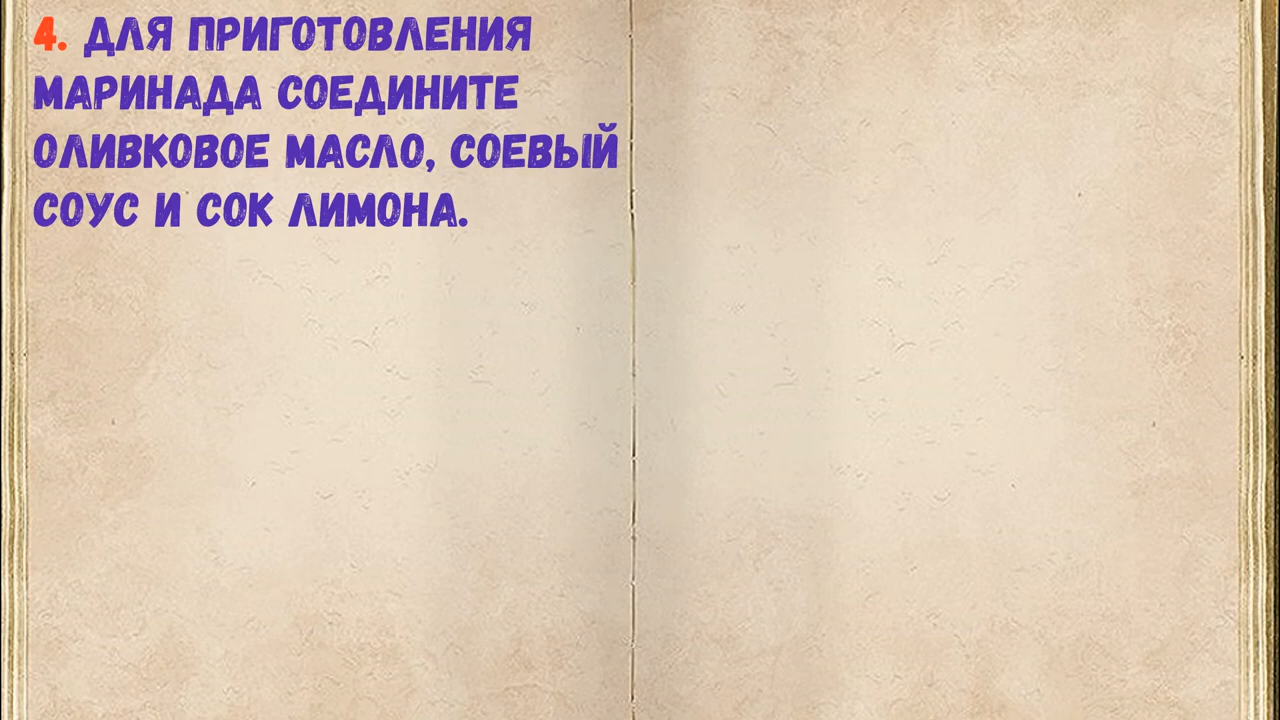 4. ДЛЯ ПРИГОТОВЛЕНИЯ
МАРИНАДА СОЕДИНИТЕ
ОЛИВКОВОЕ МАСЛО, СОЕВЫЙ
СОУС И СОК ЛИМОНА.